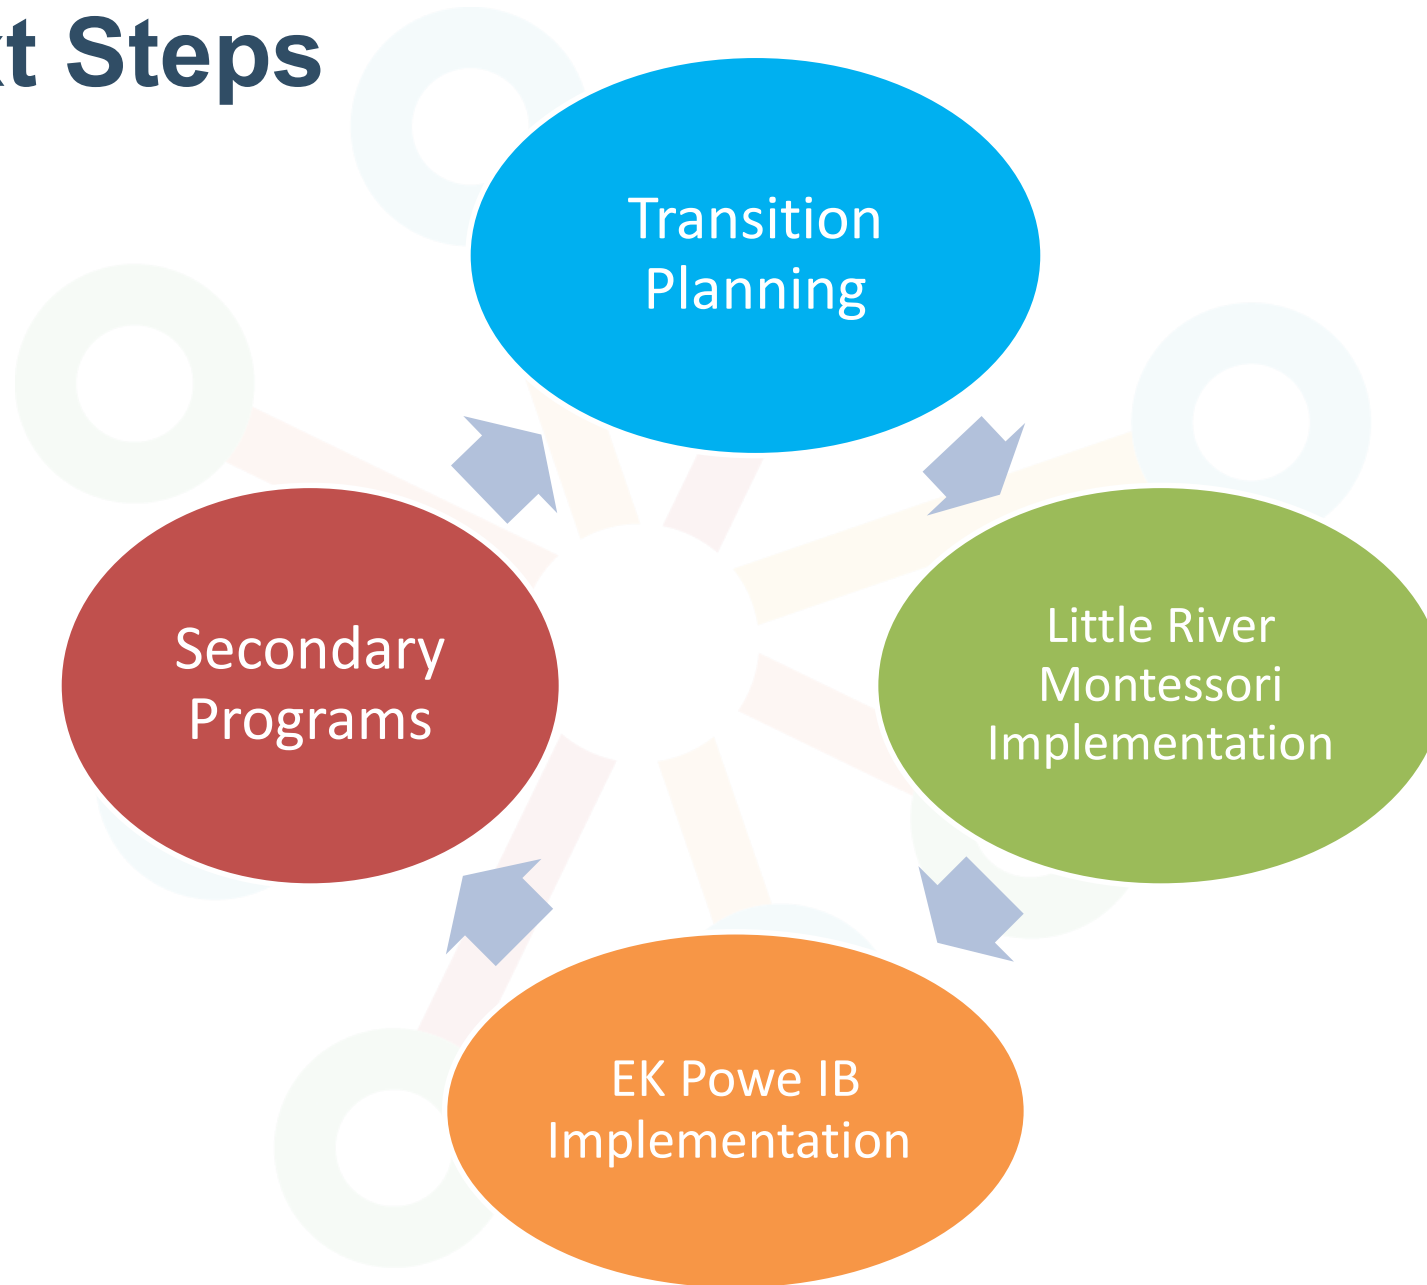 t Steps
Transition
Planning
Secondary
Programs
Little River
Montessori
Implementation
EK Powe IB
Implementation